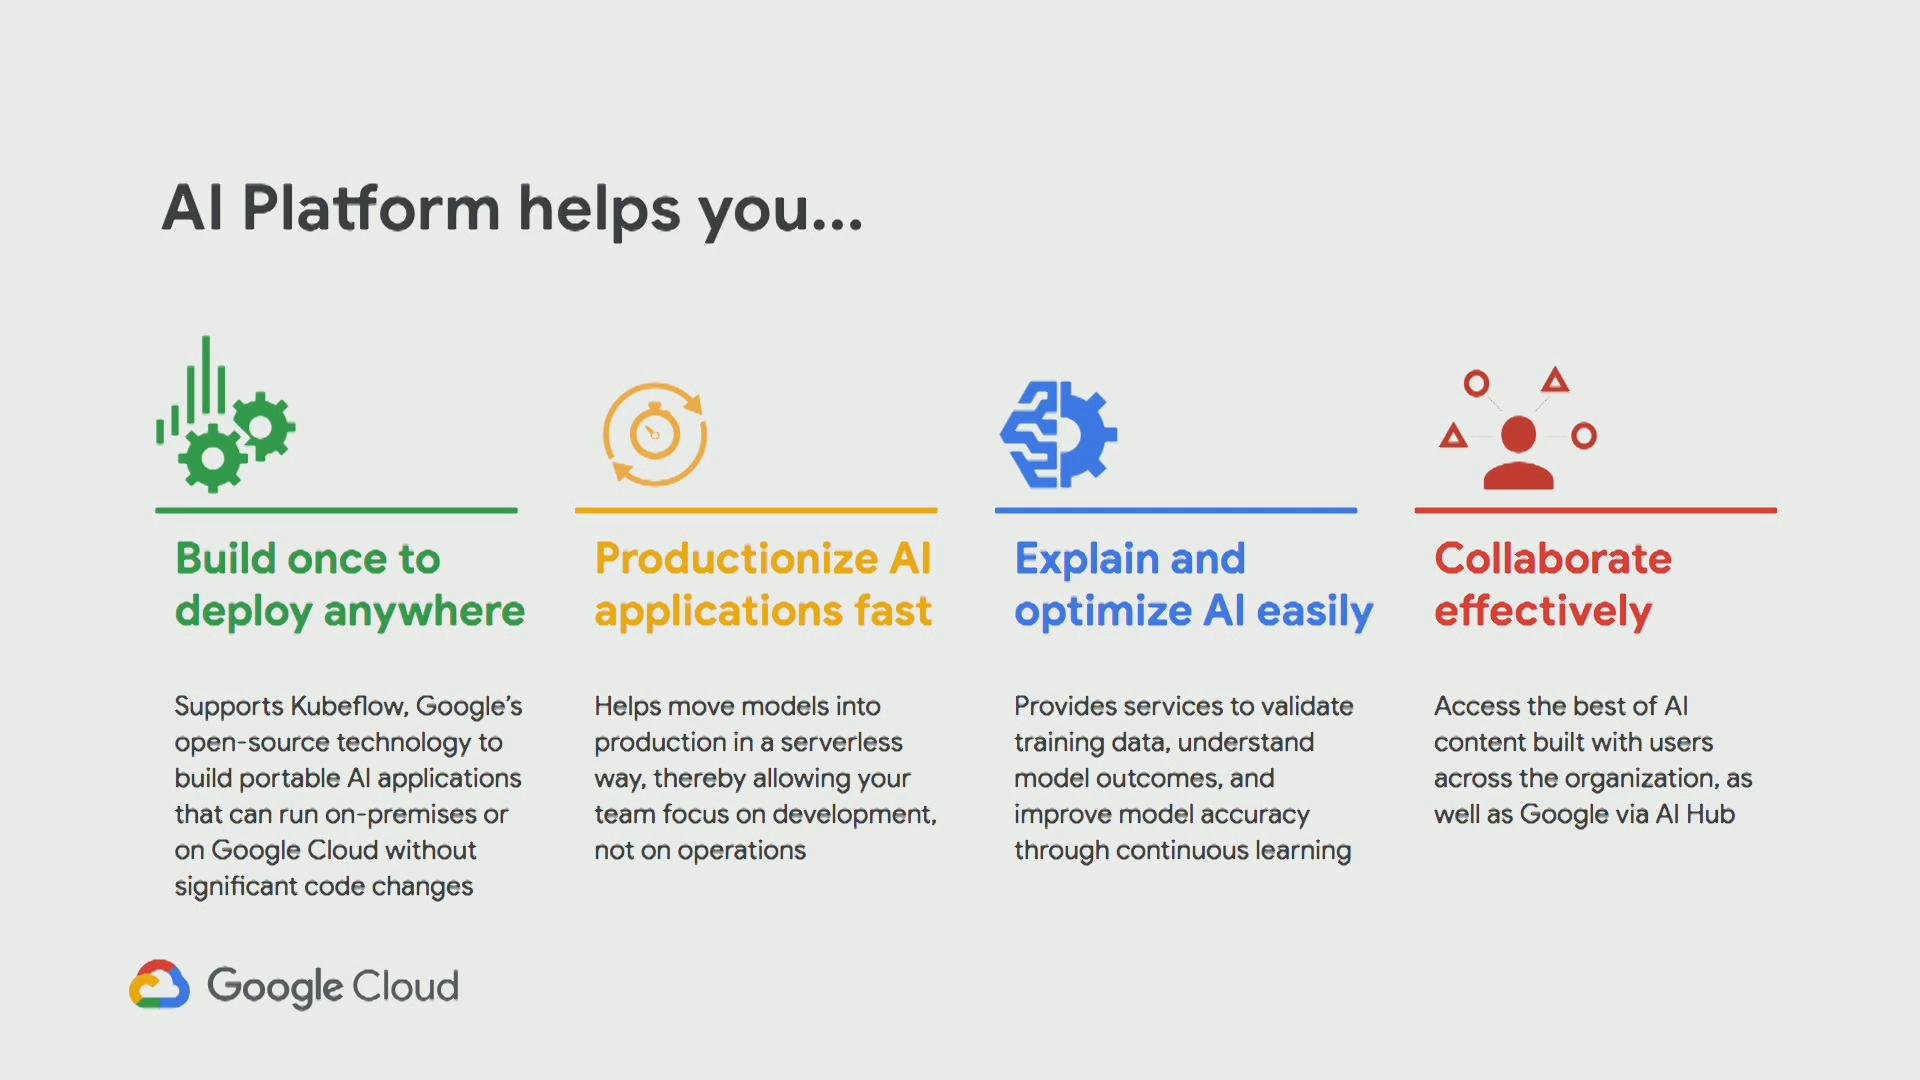 AI Platform helps you...
Build once to
deploy anywhere
Supports Kubeflow, Google’s
open-source technology to
build portable AI applications
that can run on-premises or
on Google Cloud without
significant code changes
Productionize AI
applications fast
Helps move models into
production in a serverless
way, thereby allowing your
team focus on development,
not on operations
Explain and
optimize AI easily
Provides services to validate
training data, understand
model outcomes, and
improve model accuracy
through continuous learning
Collaborate
effectively
Access the best of AI
content built with users
across the organization, as
well as Google via AI Hub
Google Cloud